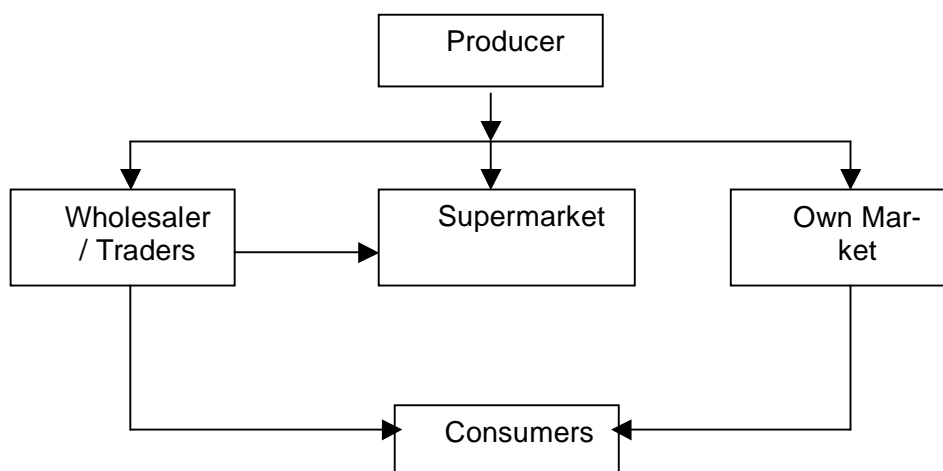 Producer
Wholesaler
/ Traders
Supermarket
Own Mar-
ket
Consumers